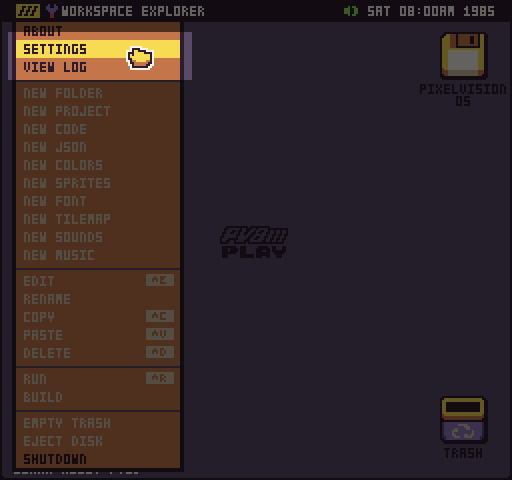 WORKSPACE EXPLORER
SAT 08:00AM 1985
ABOUT
SETTINGS
VIEW LOG
NEW FOLDER
NEW PROJECT
NEW CODE
NEW JSON
NEW COLORS
NEW SPRITES
NEW FONT
NEW TILEMAP
NEW SOUNDS
NEW MUSIC
EDIT ^E
RENAME
COPY ^C
PASTE ^V
DELETE ^D
RUN ^R
BUILD
EMPTY TRASH
EJECT DISK
SHUTDOWN
PIXELVISION
OS
PV8
PLAY
TRASH